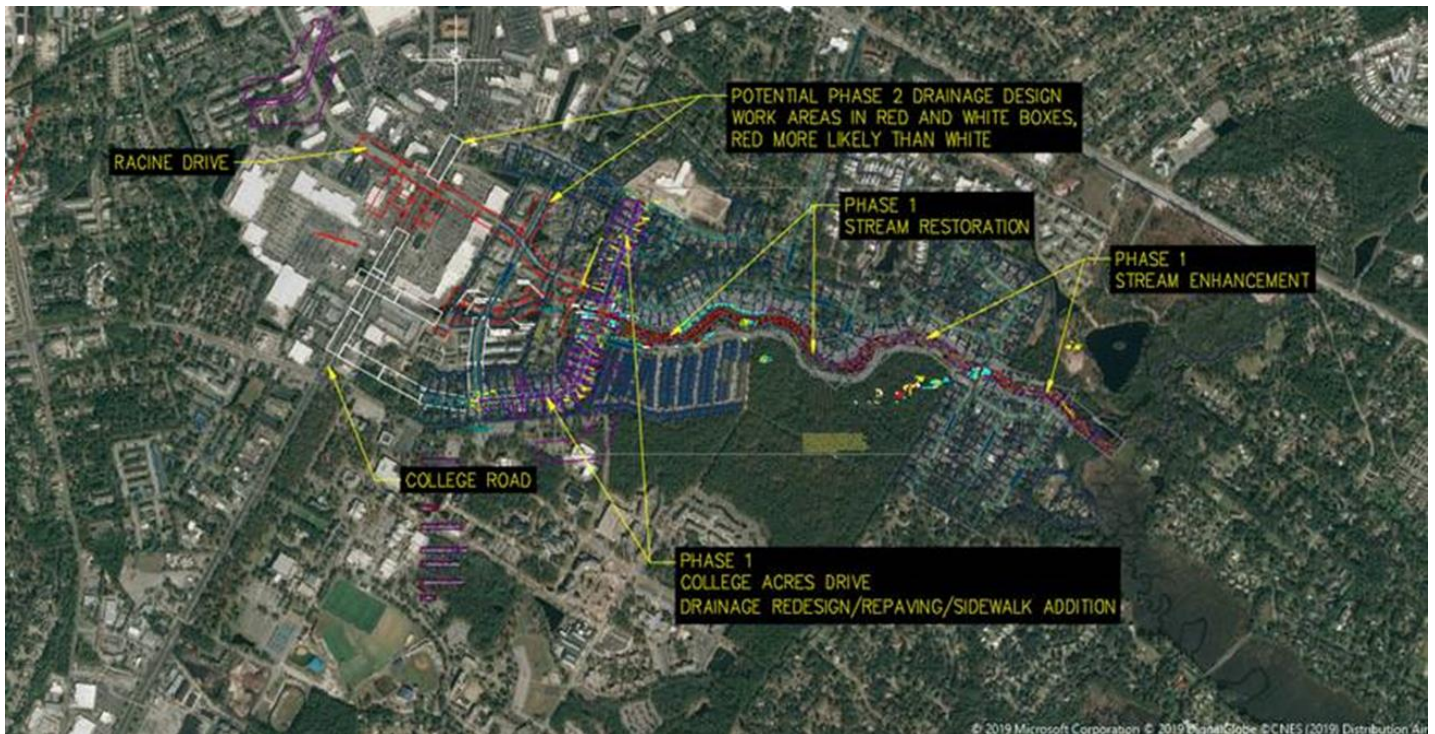 POTENTIAL PHASE 2 DRAINAGE DESIGN
WORK AREAS IN RED AND WHITE BOXES,
RED MORE LIKELY THAN WHITE
RACINE DRIVE
PHASE 1
STREAM RESTORATION
PHASE 1
STREAM ENHANCEMENT
COLLEGE ROAD
PHASE 1
COLLEGE ACRES DRIVE
DRAINAGE REDESIGN/REPAVING/SIDEWALK ADDITION
W
© 2019 Microsoft Corporation © 2019 DigitalGlobe ©CNES (2019) Distribution Air